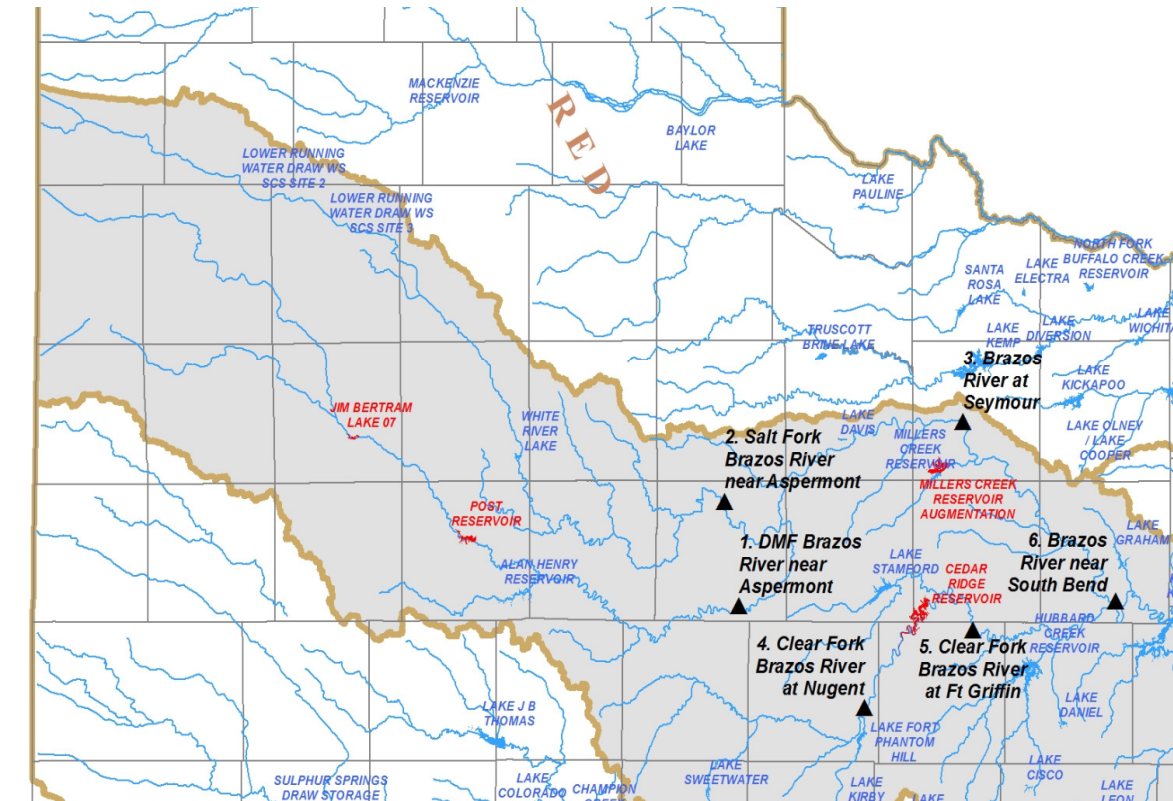 MACKENZIE
RESERVOIR
RED
BAYLOR
LAKE
LOWER RUNNING
WATER DRAW WS
SCS SITE 2
LAKE
PAULINE
LOWER RUNNING
WATER DRAW WS
SCS SITE 3
NORTH FORK
BUFFALO CREEK
RESERVOIR
LAKE
ELECTRA
SANTA
ROSA
LAKE
LAKE
WICHITA
LAKE
DIVERSION
LAKE
KEMP
TRUSCOTT
BRINE LAKE
3. Brazos
River at
Seymour
LAKE
KICKAPOO
JIM BERTRAM
LAKE 07
WHITE
RIVER
LAKE
LAKE
DAVIS
LAKE OLNEY
/ LAKE
COOPER
2. Salt Fork
Brazos River
near Aspermont
MILLERS
CREEK
RESERVOIR
MILLERS CREEK
RESERVOIR
AUGMENTATION
POST
RESERVOIR
LAKE
GRAHAM
1. DMF Brazos
River near
Aspermont
6. Brazos
River near
South Bend
ALAN HENRY
RESERVOIR
LAKE
STAMFORD
CEDAR
RIDGE
RESERVOIR
HUBBARD
CREEK
RESERVOIR
4. Clear Fork
Brazos River
at Nugent
5. Clear Fork
Brazos River
at Ft Griffin
LAKE
DANIEL
LAKE J B
THOMAS
LAKE FORT
PHANTOM
HILL
LAKE
SWEETWATER
LAKE
CISCO
SULPHUR SPRINGS
DRAW STORAGE
LAKE
COLORADO
CHAMPION
LAKE
KIRBY
LAKE
LAKE
LEON